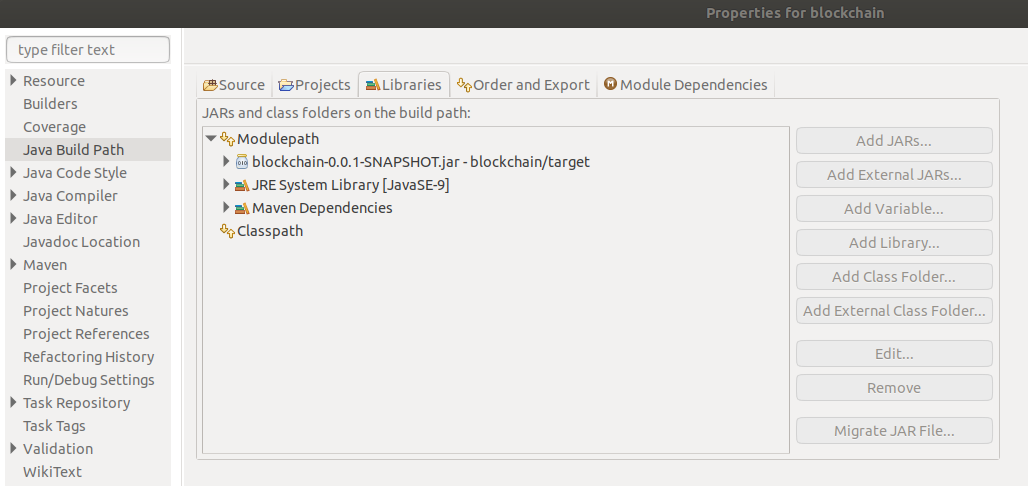 Properties for blockchain
type filter text
Resource
Builders
Coverage
Java Build Path
Java Code Style
Java Compiler
Java Editor
Javadoc Location
Maven
Project Facets
Project Natures
Project References
Refactoring History
Run/Debug Settings
Task Repository
Task Tags
Validation
WikiText
Source Projects Libraries Order and Export Module Dependencies
JARs and class folders on the build path:
Modulepath
blockchain-0.0.1-SNAPSHOT.jar - blockchain/target
JRE System Library [JavaSE-9]
Maven Dependencies
Classpath
Add JARs...
Add External JARs...
Add Variable...
Add Library...
Add Class Folder...
Add External Class Folder...
Edit...
Remove
Migrate JAR File...